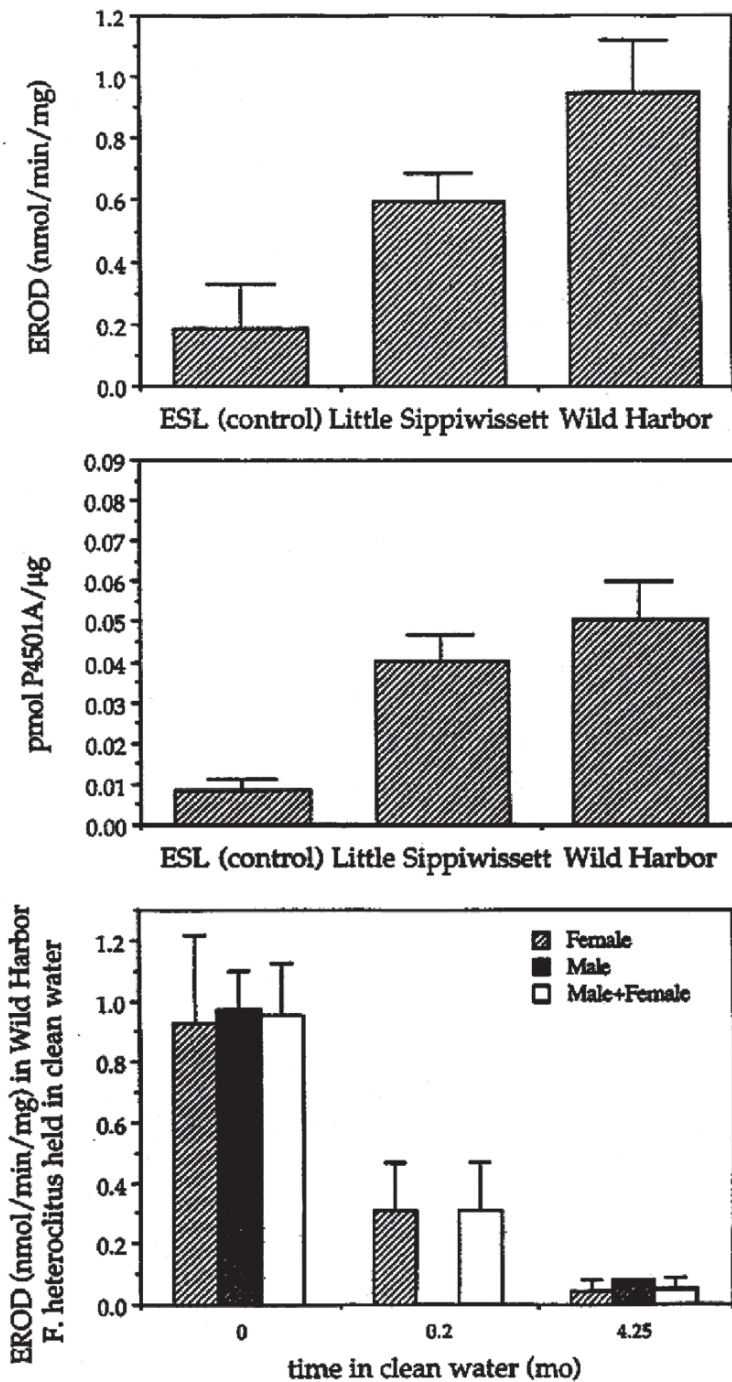 EROD (nmol/min/mg)
1.2
1.0
0.8
0.6
0.4
0.2
0.0
ESL (control) Little Sippiwissett Wild Harbor
pmol P4501A/µg
0.09
0.08
0.07
0.06
0.05
0.04
0.03
0.02
0.01
0.00
ESL (control) Little Sippiwissett Wild Harbor
EROD (nmol/min/mg) in Wild Harbor
F. heteroclitus held in clean water
1.2
1.0
0.8
0.6
0.4
0.2
0.0
Female
Male
Male+Female
0 0.2 4.25
time in clean water (mo)